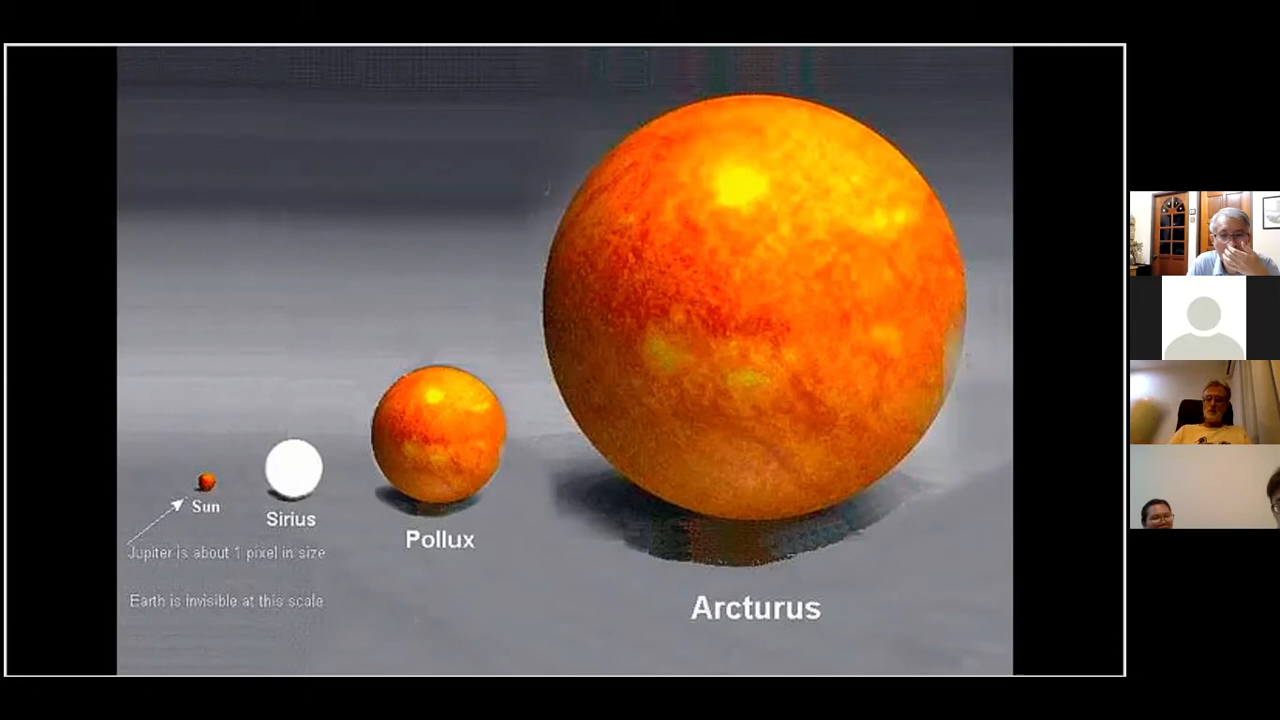 Sun
Sirius
Pollux
Jupiter is about 1 pixel in size
Earth is invisible at this scale
Arcturus